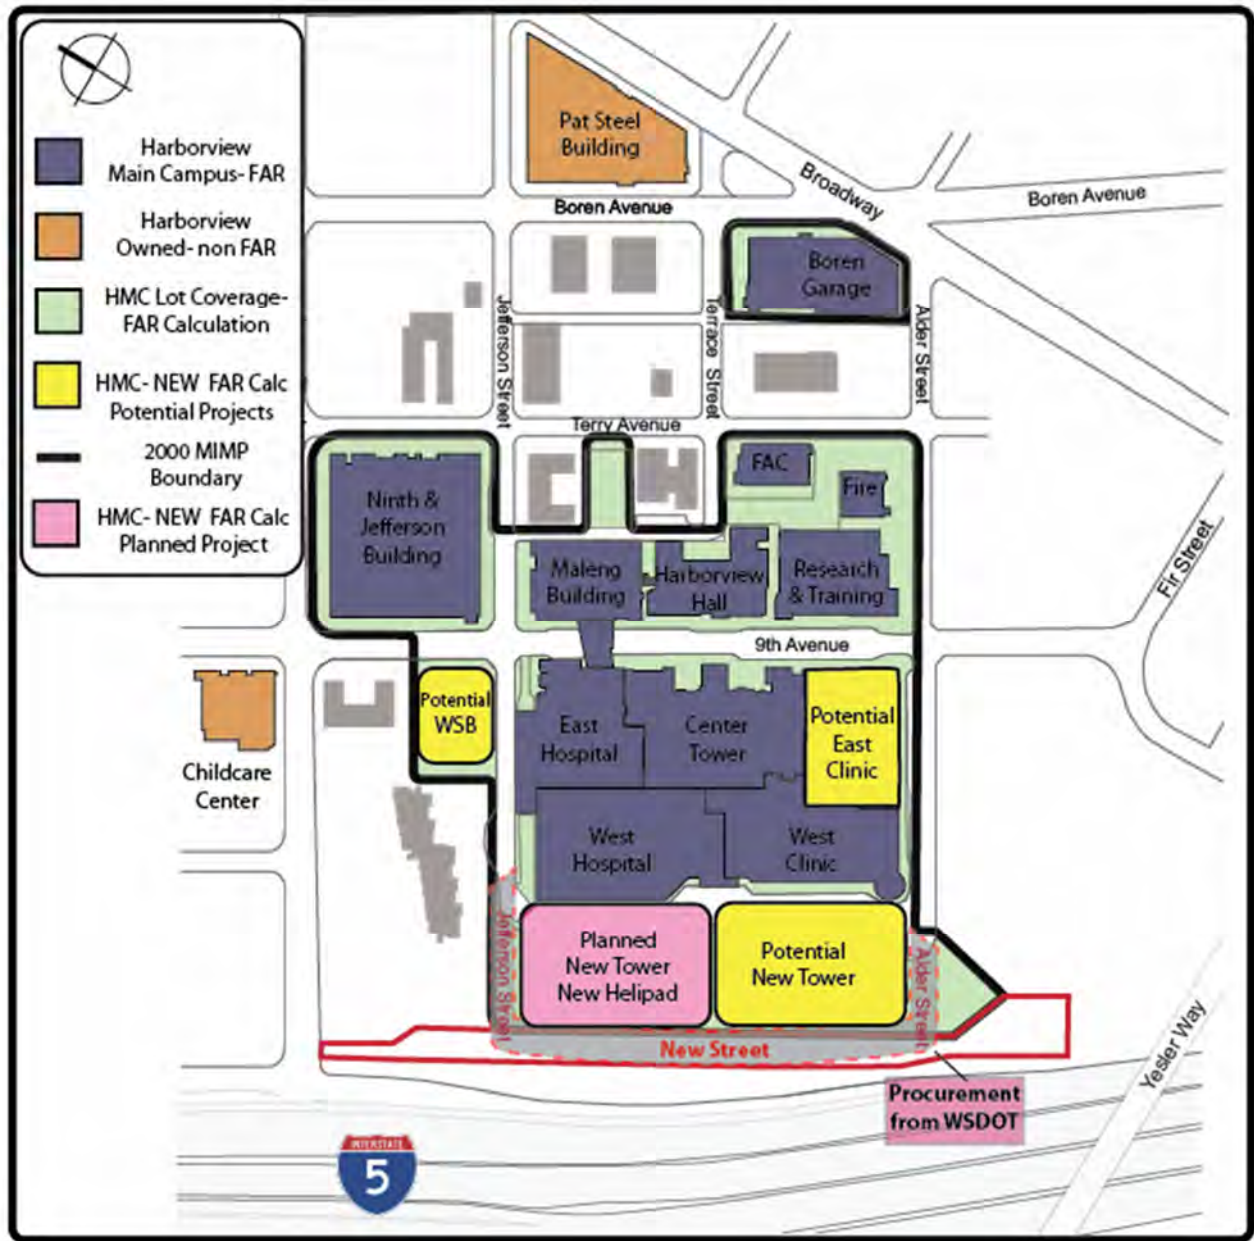 Harborview
Main Campus- FAR
Harborview
Owned- non FAR
HMC Lot Coverage-
FAR Calculation
HMC- NEW FAR Calc
Potential Projects
2000 MIMP
Boundary
HMC- NEW FAR Calc
Planned Project
Pat Steel
Building
Broadway
Boren Avenue
Boren Avenue
Boren
Garage
Jefferson Street
Terrace Street
Alder Street
Terry Avenue
FAC
Fire
Ninth &
Jefferson
Building
Maleng
Building
Harborview
Hall
Research
& Training
Fir Street
9th Avenue
Potential
WSB
East
Hospital
Center
Tower
Potential
East
Clinic
Childcare
Center
West
Hospital
West
Clinic
Jefferson Street
Planned
New Tower
New Helipad
Potential
New Tower
Alder Street
New Street
Yesler Way
Procurement
from WSDOT
INTERSTATE
5